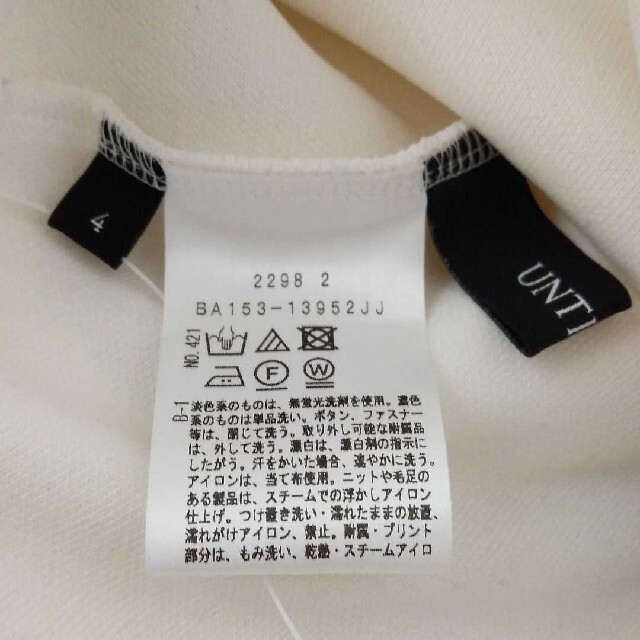 4
UNT
2298 2
BA153-13952JJ
NO.421
F
W
B-1
淡色系のものは、無蛍光洗剤を使用。濃色
系のものは単品洗い。ボタン、ファスナー
等は、閉じて洗う。取り外し可能な附属品
は、外して洗う。漂白は、漂白剤の指示に
したがう。汗をかいた場合、速やかに洗う。
アイロンは、当て布使用。ニットや毛足の
ある製品は、スチームでの浮かしアイロン
仕上げ。つけ置き洗い・濡れたままの放置、
濡れがけアイロン、禁止。附属・プリント
部分は、もみ洗い、乾燥・スチームアイロ